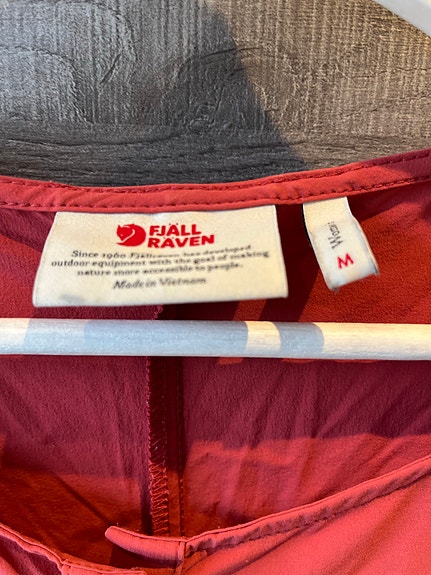 FJÄLL
RÄVEN
Since 1960 Fjällräven has developed
outdoor equipment with the goal of making
nature more accessible to people.
Made in Vietnam
M